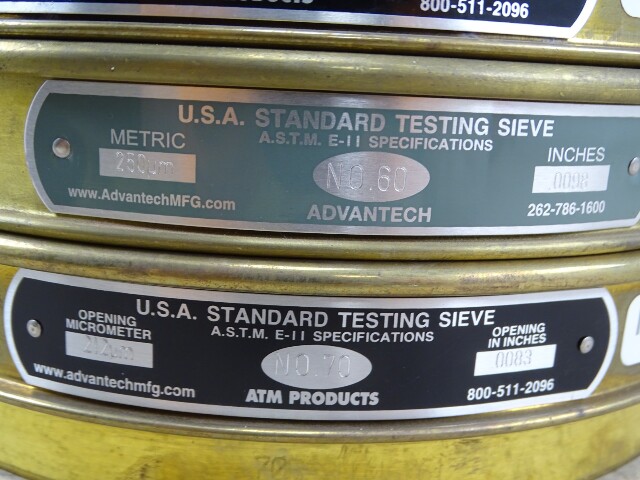 800-511-2096
U.S.A. STANDARD TESTING SIEVE
A.S.T.M. E-11 SPECIFICATIONS
METRIC
250um
NO.60
INCHES
.0098
www.AdvantechMFG.com
ADVANTECH
262-786-1600
U.S.A. STANDARD TESTING SIEVE
A.S.T.M. E-11 SPECIFICATIONS
OPENING
MICROMETER
212um
NO.70
OPENING
IN INCHES
.0083
www.advantechmfg.com
ATM PRODUCTS
800-511-2096